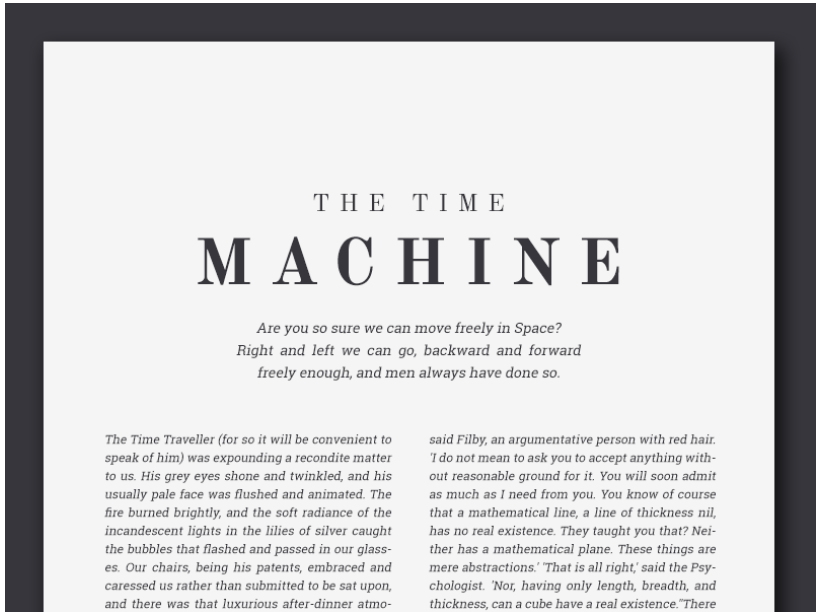 THE TIME
MACHINE
Are you so sure we can move freely in Space?
Right and left we can go, backward and forward
freely enough, and men always have done so.
The Time Traveller (for so it will be convenient to
speak of him) was expounding a recondite matter
to us. His grey eyes shone and twinkled, and his
usually pale face was flushed and animated. The
fire burned brightly, and the soft radiance of the
incandescent lights in the lilies of silver caught
the bubbles that flashed and passed in our glass-
es. Our chairs, being his patents, embraced and
caressed us rather than submitted to be sat upon,
and there was that luxurious after-dinner atmo-
said Filby, an argumentative person with red hair.
'I do not mean to ask you to accept anything with-
out reasonable ground for it. You will soon admit
as much as I need from you. You know of course
that a mathematical line, a line of thickness nil,
has no real existence. They taught you that? Nei-
ther has a mathematical plane. These things are
mere abstractions.' 'That is all right,' said the Psy-
chologist. 'Nor, having only length, breadth, and
thickness, can a cube have a real existence.''There